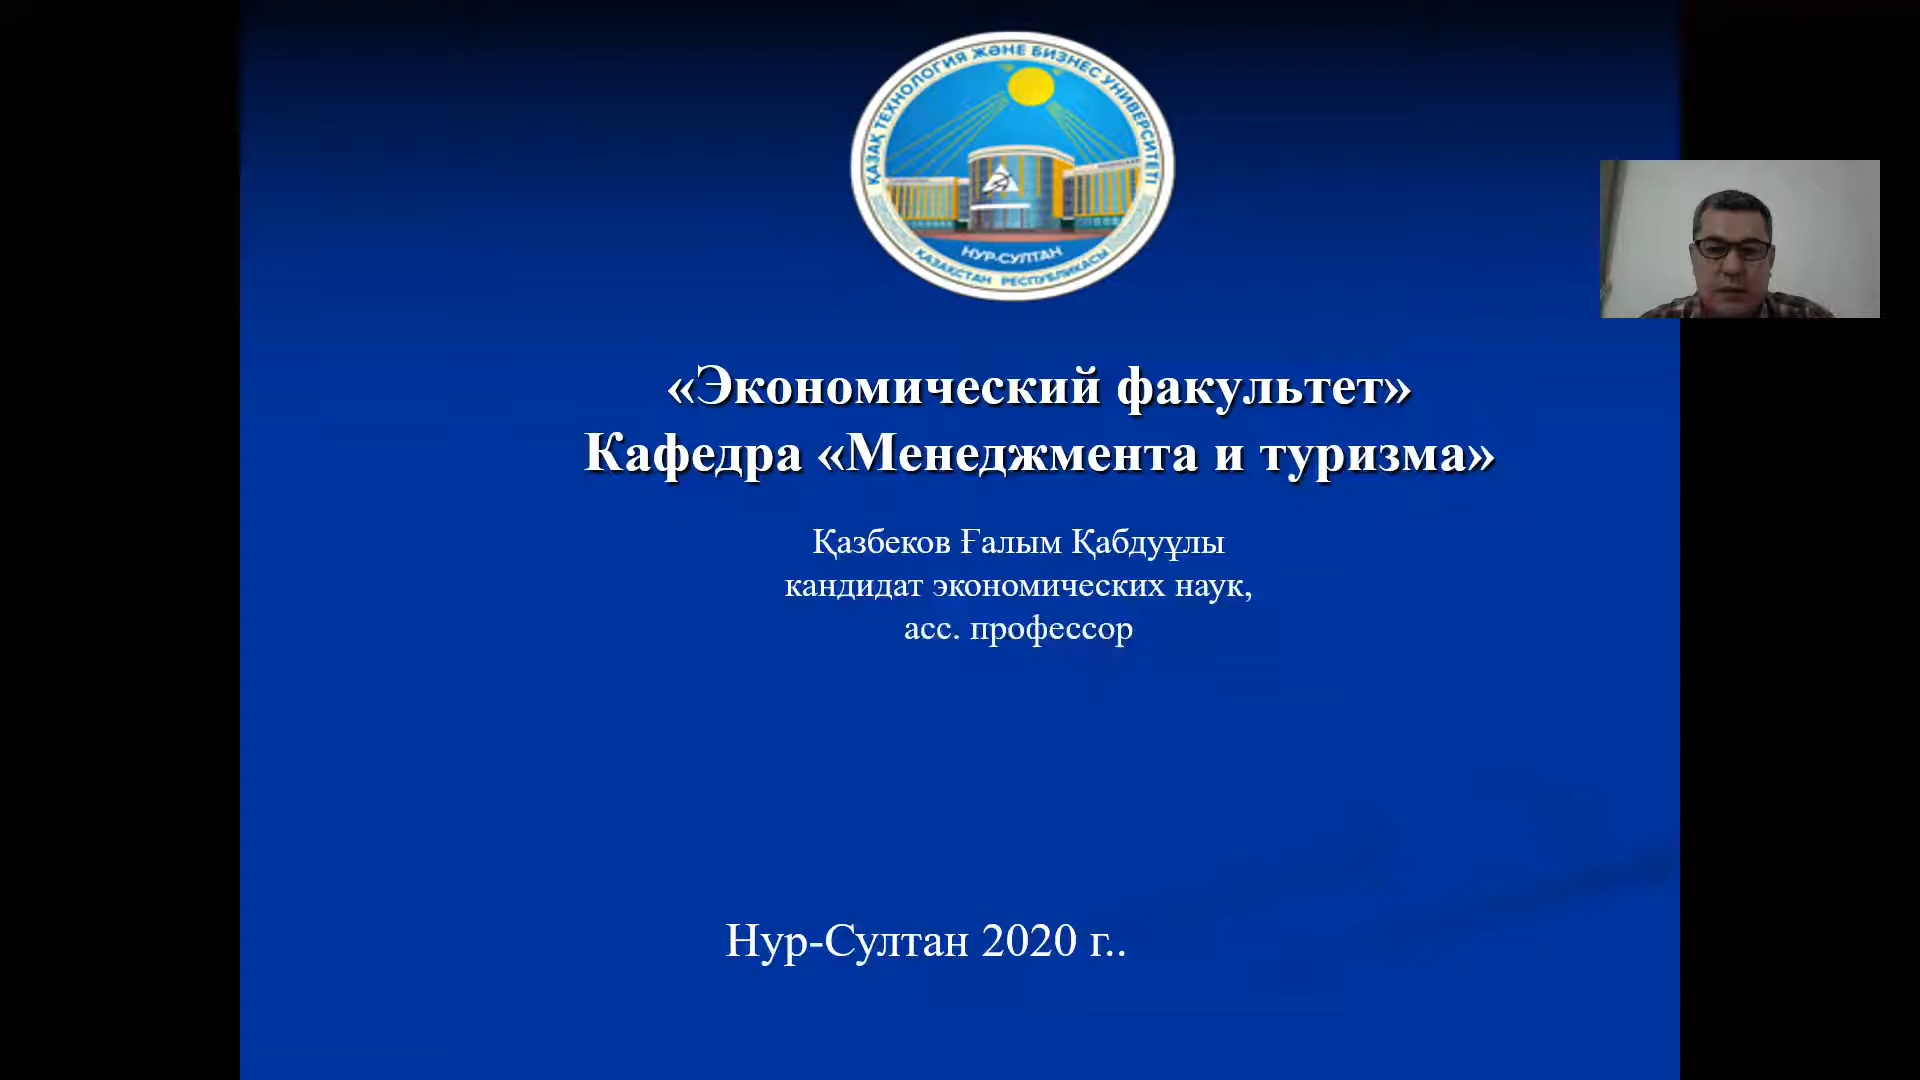 ҚАЗАҚ ТЕХНОЛОГИЯ ЖӘНЕ БИЗНЕС УНИВЕРСИТЕТІ
НУР-СУЛТАН
ҚАЗАҚСТАН РЕСПУБЛИКАСЫ
«Экономический факультет»
Кафедра «Менеджмента и туризма»
Қазбеков Ғалым Қабдуұлы
кандидат экономических наук,
асс. профессор
Нур-Султан 2020 г..